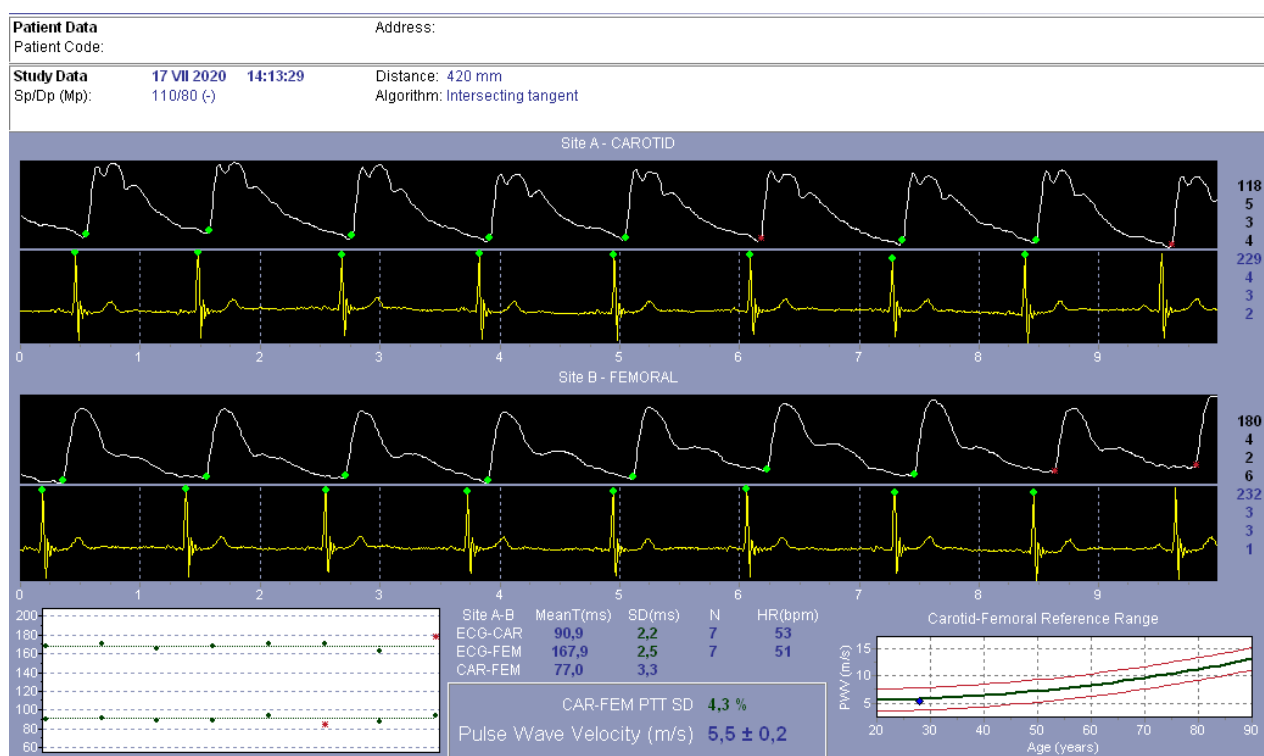 Patient Data Address:
Patient Code:
Study Data 17 VII 2020 14:13:29 Distance: 420 mm
Sp/Dp (Mp): 110/80 (-) Algorithm: Intersecting tangent
Site A - CAROTID
118
5
3
4
229
4
3
2
0 1 2 3 4 5 6 7 8 9
Site B - FEMORAL
180
4
2
6
232
3
3
1
0 1 2 3 4 5 6 7 8 9
200
180
160
140
120
100
80
60
Site A-B MeanT(ms) SD(ms) N HR(bpm)
ECG-CAR 90,9 2,2 7 53
ECG-FEM 167,9 2,5 7 51
CAR-FEM 77,0 3,3
CAR-FEM PTT SD 4,3 %
Pulse Wave Velocity (m/s) 5,5 ± 0,2
Carotid-Femoral Reference Range
PWV (m/s)
15
10
5
20 30 40 50 60 70 80 90
Age (years)